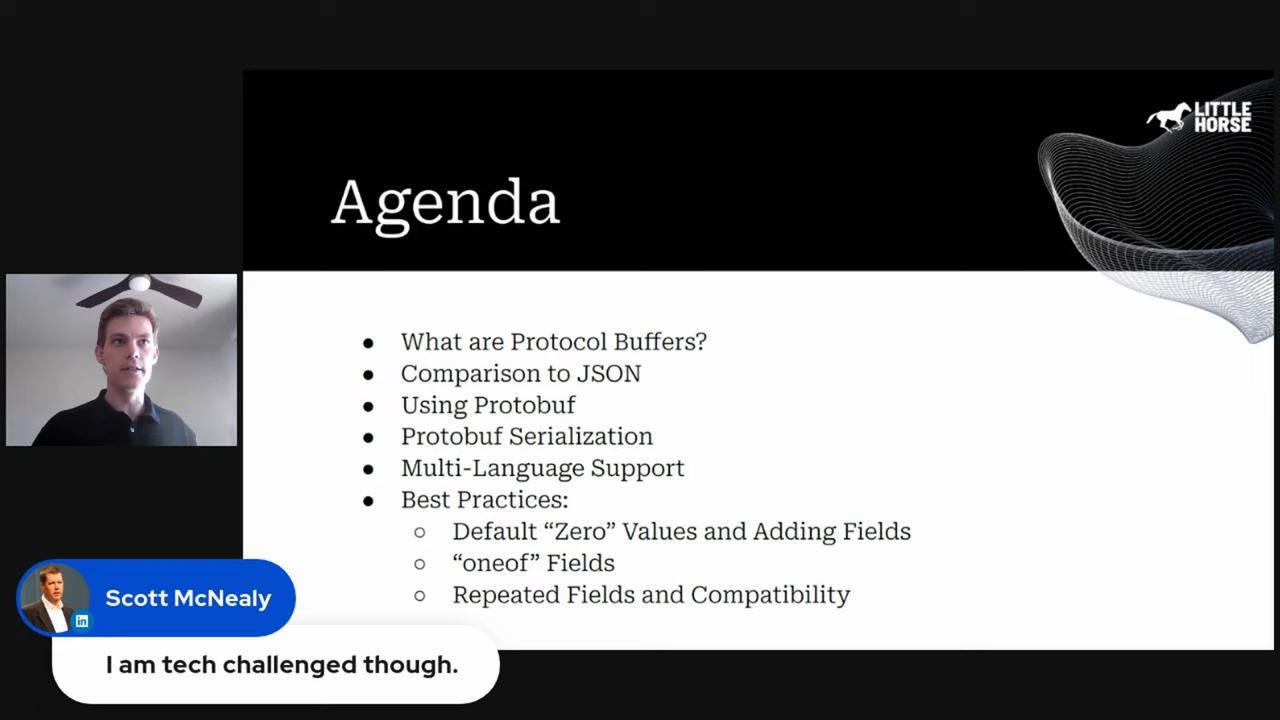 LITTLE
HORSE
Agenda
● What are Protocol Buffers?
● Comparison to JSON
● Using Protobuf
● Protobuf Serialization
● Multi-Language Support
● Best Practices:
○ Default “Zero” Values and Adding Fields
○ “oneof” Fields
○ Repeated Fields and Compatibility
Scott McNealy
in
I am tech challenged though.